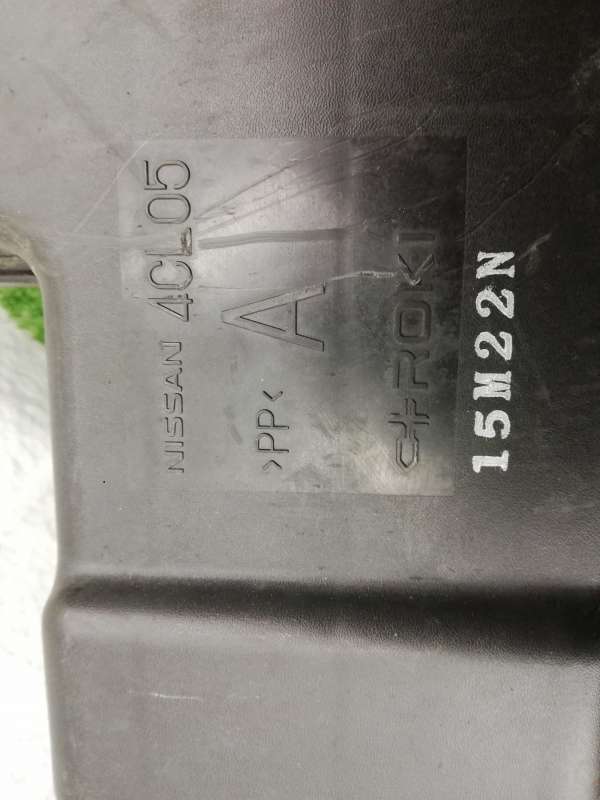 NISSAN 4CL05
A
>PP<
ROKI
15M22N